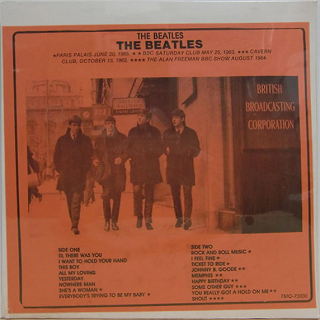 THE BEATLES
THE BEATLES
★PARIS PALAIS JUNE 20, 1965. ★★BBC SATURDAY CLUB MAY 25, 1963. ★★★CAVERN
CLUB, OCTOBER 13, 1962. ★★★★THE ALAN FREEMAN BBC SHOW AUGUST 1964.
BRITISH
BROADCASTING
CORPORATION
SIDE ONE
TIL THERE WAS YOU
I WANT TO HOLD YOUR HAND
THIS BOY
ALL MY LOVING
YESTERDAY
NOWHERE MAN
SHE'S A WOMAN ★
EVERYBODY'S TRYING TO BE MY BABY ★
SIDE TWO
ROCK AND ROLL MUSIC ★
I FEEL FINE ★
TICKET TO RIDE ★
JOHNNY B. GOODE ★★
MEMPHIS ★★
HAPPY BIRTHDAY ★★
SOME OTHER GUY ★★★
YOU REALLY GOT A HOLD ON ME ★★
SHOUT ★★★★